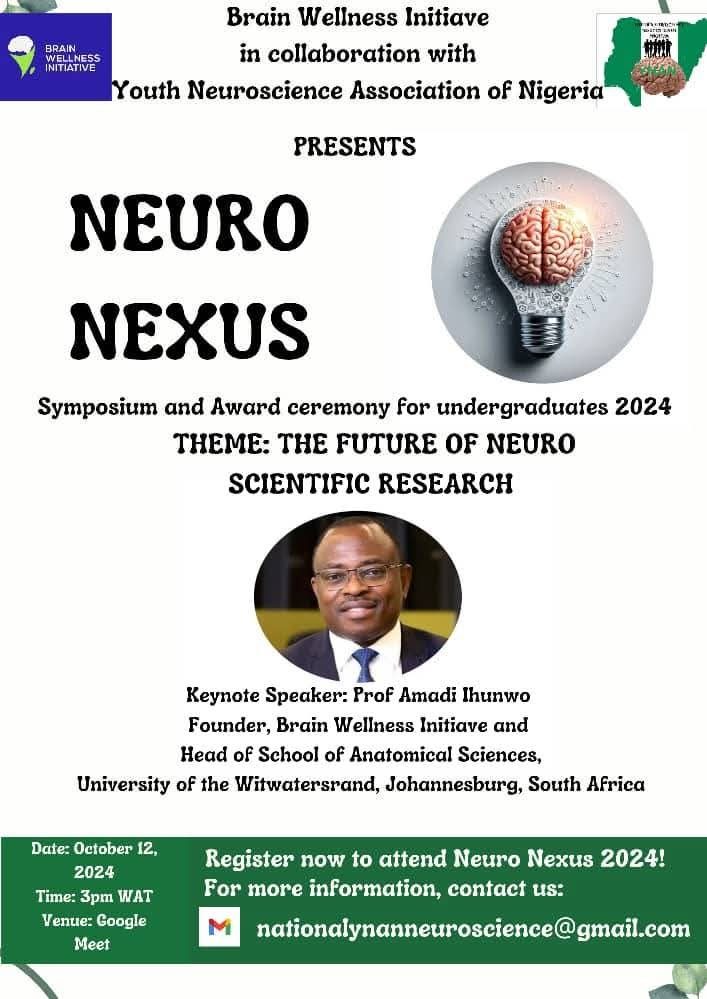 Brain Wellness Initiave
in collaboration with
Youth Neuroscience Association of Nigeria
BRAIN
WELLNESS
INITIATIVE
PRESENTS
NEURO
NEXUS
Symposium and Award ceremony for undergraduates 2024
THEME: THE FUTURE OF NEURO
SCIENTIFIC RESEARCH
Keynote Speaker: Prof Amadi Ihunwo
Founder, Brain Wellness Initiave and
Head of School of Anatomical Sciences,
University of the Witwatersrand, Johannesburg, South Africa
Date: October 12,
2024
Time: 3pm WAT
Venue: Google
Meet
Register now to attend Neuro Nexus 2024!
For more information, contact us:
nationalynanneuroscience@gmail.com